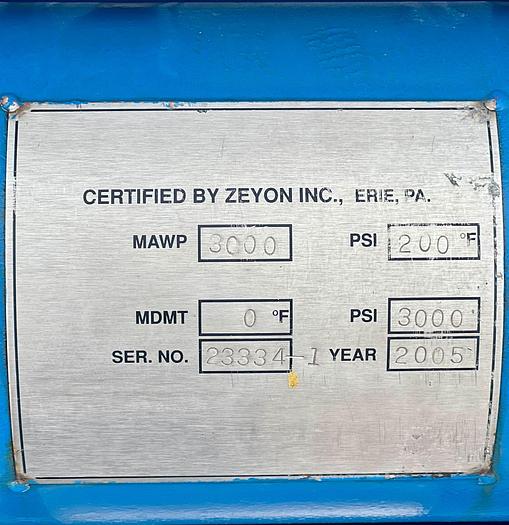 CERTIFIED BY ZEYON INC., ERIE, PA.
MAWP 3000 PSI 200 °F
MDMT 0 °F PSI 3000
SER. NO. 23334-1 YEAR 2005